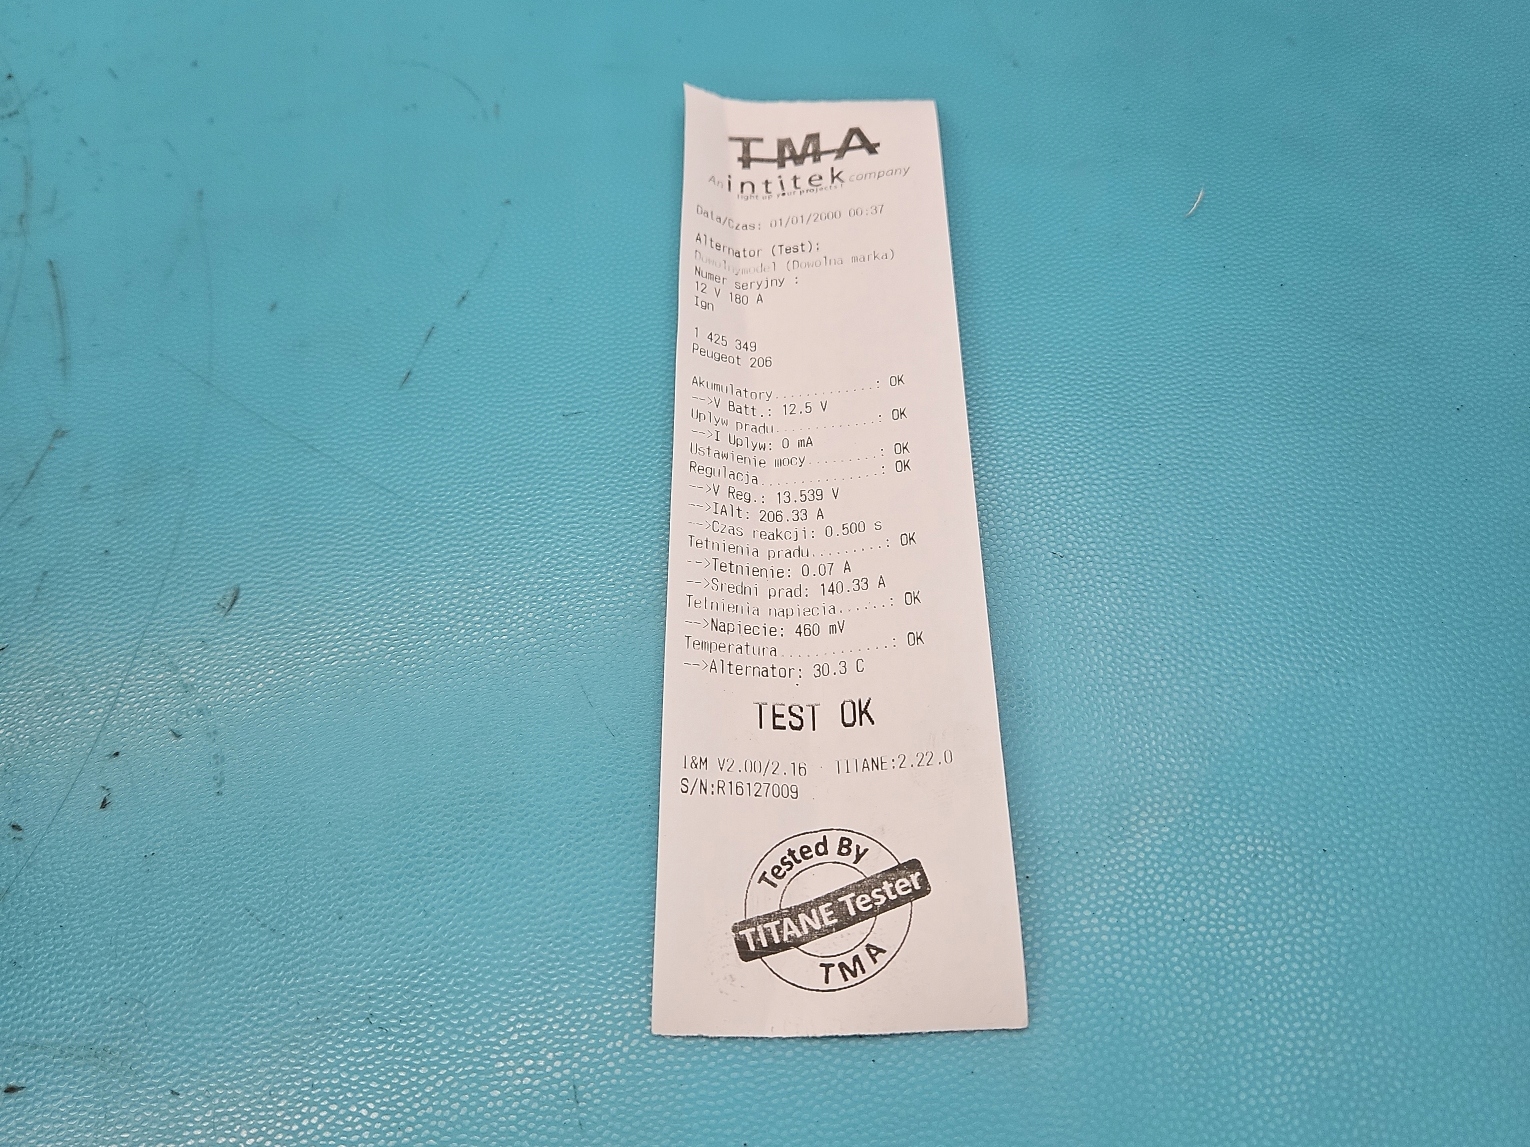 TMA
An intitek company
light up your projects!
Data/Czas: 01/01/2000 00:37
Alternator (Test):
Dowolnymodel (Dowolna marka)
Numer seryjny :
12 V 180 A
Ign
1 425 349
Peugeot 206
Akumulatory............: OK
-->V Batt.: 12.5 V
Uplyw pradu............: OK
-->I Uplyw: 0 mA
Ustawienie mocy........: OK
Regulacja..............: OK
-->V Reg.: 13.539 V
-->IAlt: 206.33 A
-->Czas reakcji: 0.500 s
Tetnienia pradu........: OK
-->Tetnienie: 0.07 A
-->Sredni prad: 140.33 A
Tetnienia napiecia.....: OK
-->Napiecie: 460 mV
Temperatura............: OK
-->Alternator: 30.3 C
TEST OK
I&M V2.00/2.16 - TITANE:2.22.0
S/N:R16127009
Tested By
TITANE Tester
TMA